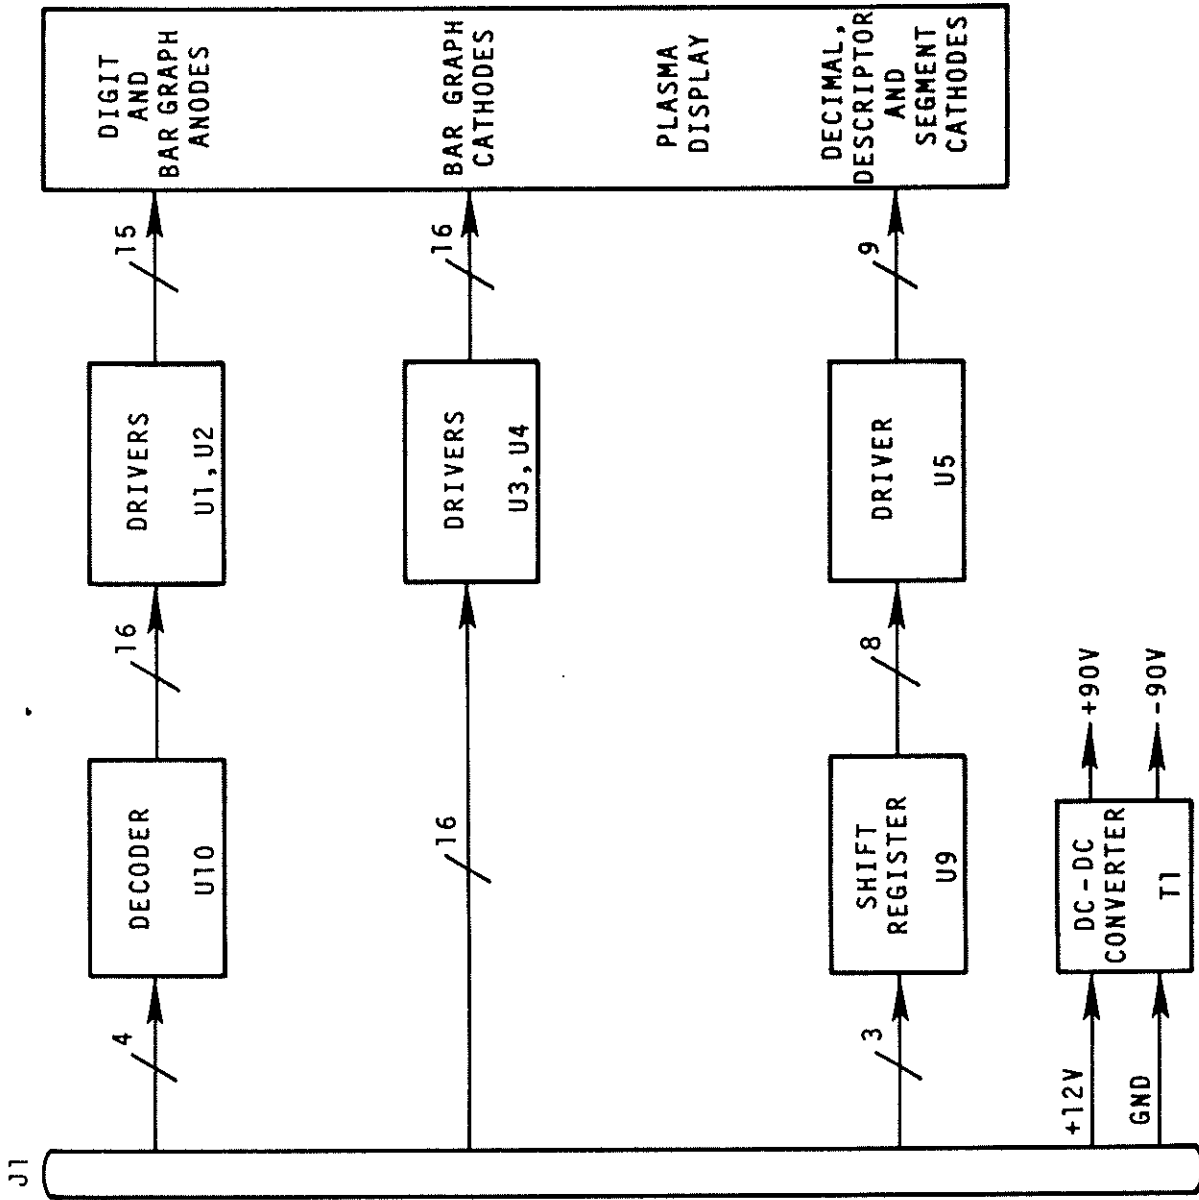 J1
4
DECODER
U10
16
DRIVERS
U1,U2
15
DIGIT
AND
BAR GRAPH
ANODES
16
DRIVERS
U3,U4
16
BAR GRAPH
CATHODES
PLASMA
DISPLAY
3
SHIFT
REGISTER
U9
8
DRIVER
U5
9
DECIMAL,
DESCRIPTOR
AND
SEGMENT
CATHODES
+12V
GND
DC-DC
CONVERTER
T1
+90V
-90V